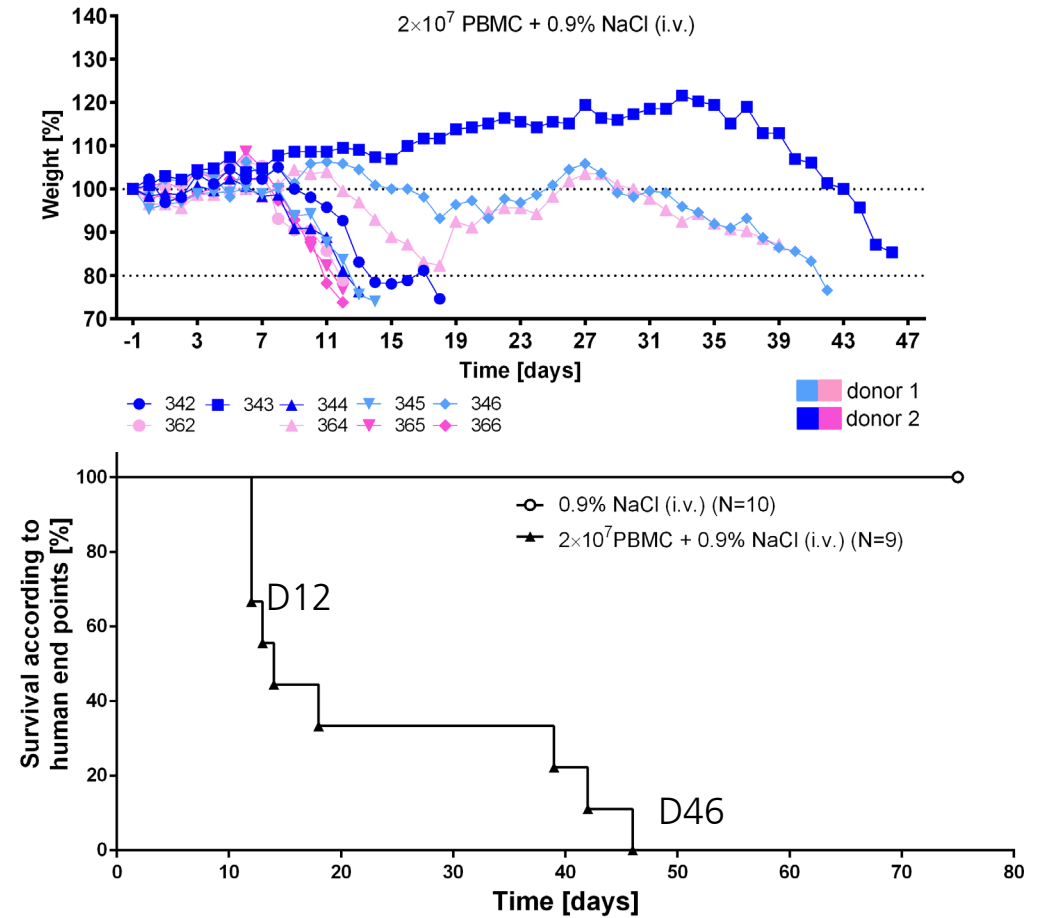 2×10⁷ PBMC + 0.9% NaCl (i.v.)
Weight [%]
140
130
120
110
100
90
80
70
-1 3 7 11 15 19 23 27 31 35 39 43 47
Time [days]
342 343 344 345 346
362 364 365 366
donor 1
donor 2
Survival according to
human end points [%]
100
80
60
40
20
0
0.9% NaCl (i.v.) (N=10)
2×10⁷PBMC + 0.9% NaCl (i.v.) (N=9)
D12
D46
0 10 20 30 40 50 60 70 80
Time [days]